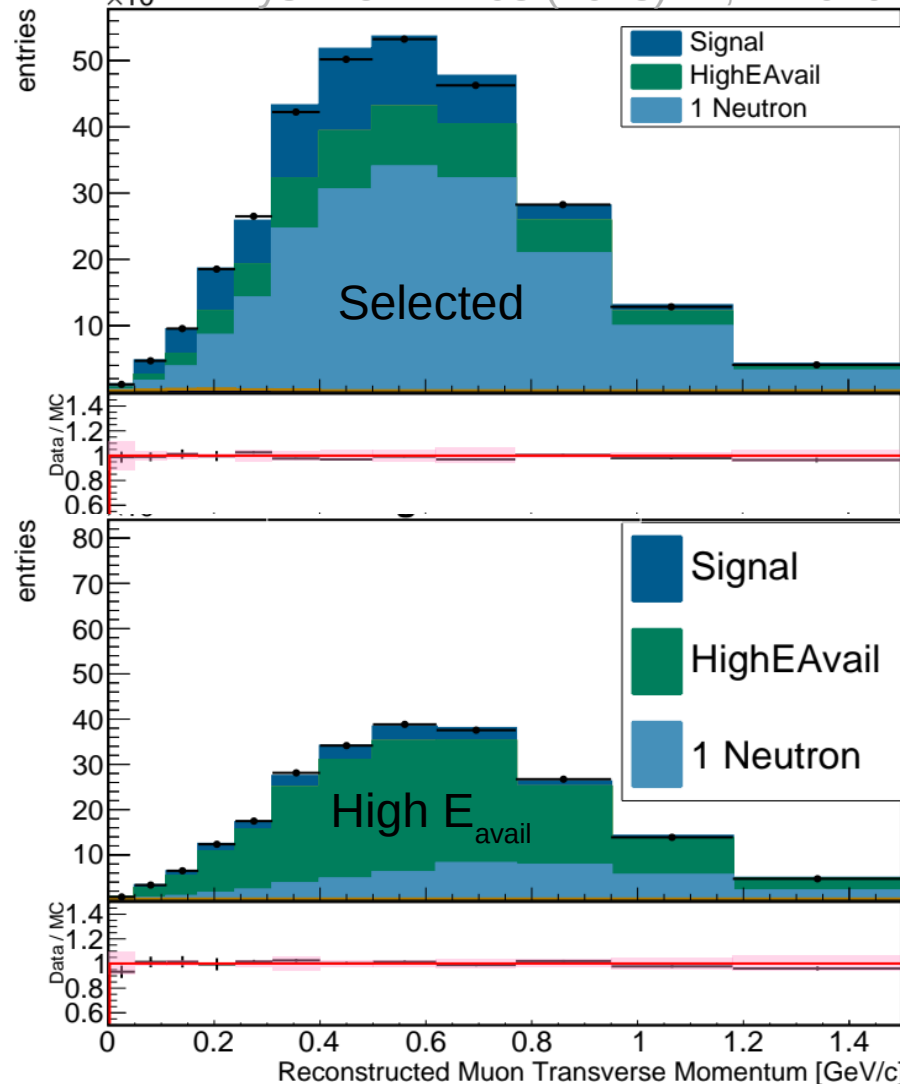 entries
50
40
30
20
10
Signal
HighEAvail
1 Neutron
Selected
Data / MC
1.4
1.2
1
0.8
0.6
entries
80
70
60
50
40
30
20
10
Signal
HighEAvail
1 Neutron
High E avail
Data / MC
1.4
1.2
1
0.8
0.6
0 0.2 0.4 0.6 0.8 1 1.2 1.4
Reconstructed Muon Transverse Momentum [GeV/c]